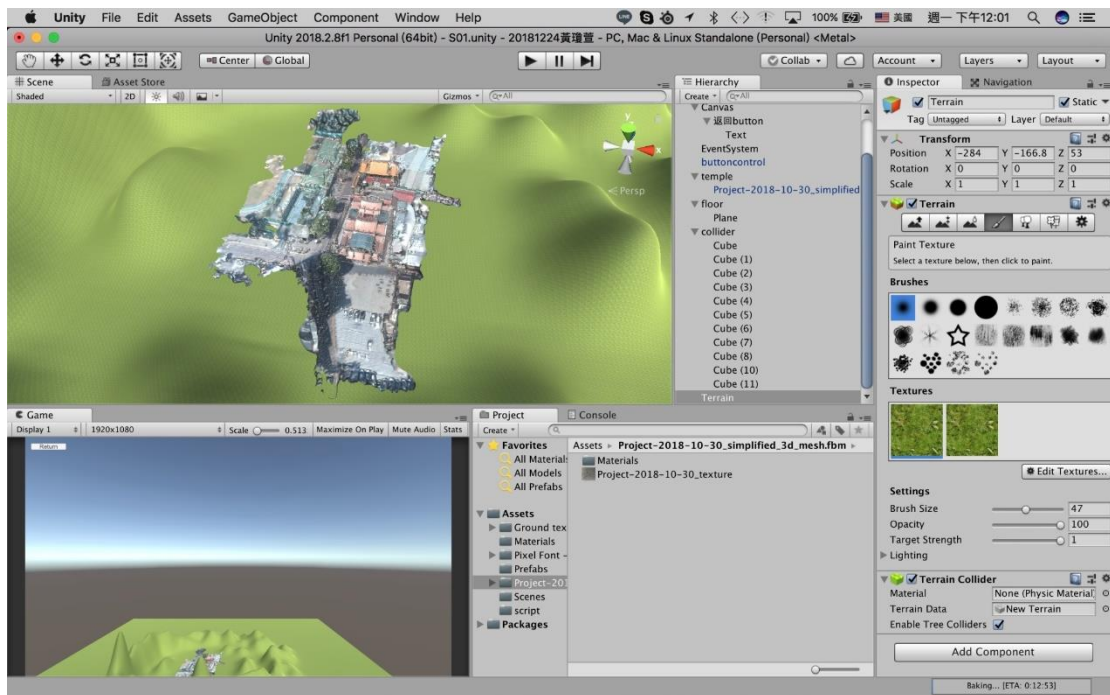 Unity File Edit Assets GameObject Component Window Help 100% 美國 週一下午12:01
Unity 2018.2.8f1 Personal (64bit) - S01.unity - 20181224黃瓊萱 - PC, Mac & Linux Standalone (Personal) <Metal>
Center Global Collab Account Layers Layout
Scene Asset Store
Shaded 2D Gizmos All
y
x
Persp
Hierarchy
Create All
Canvas
返回button
Text
EventSystem
buttoncontrol
temple
Project-2018-10-30_simplified
floor
Plane
collider
Cube
Cube (1)
Cube (2)
Cube (3)
Cube (4)
Cube (5)
Cube (6)
Cube (7)
Cube (8)
Cube (10)
Cube (11)
Terrain
Inspector Navigation
Terrain Static
Tag Untagged Layer Default
Transform
Position X -284 Y -166.8 Z 53
Rotation X 0 Y 0 Z 0
Scale X 1 Y 1 Z 1
Terrain
Paint Texture
Select a texture below, then click to paint.
Brushes
Textures
Edit Textures...
Settings
Brush Size 47
Opacity 100
Target Strength 1
Lighting
Terrain Collider
Material None (Physic Material)
Terrain Data New Terrain
Enable Tree Colliders
Add Component
Game
Display 1 1920x1080 Scale 0.513 Maximize On Play Mute Audio Stats
Return
Project Console
Create
Favorites
All Materials
All Models
All Prefabs
Assets
Ground tex
Materials
Pixel Font -
Prefabs
Project-201
Scenes
script
Packages
Assets Project-2018-10-30_simplified_3d_mesh.fbm
Materials
Project-2018-10-30_texture
Baking... [ETA: 0:12:53]